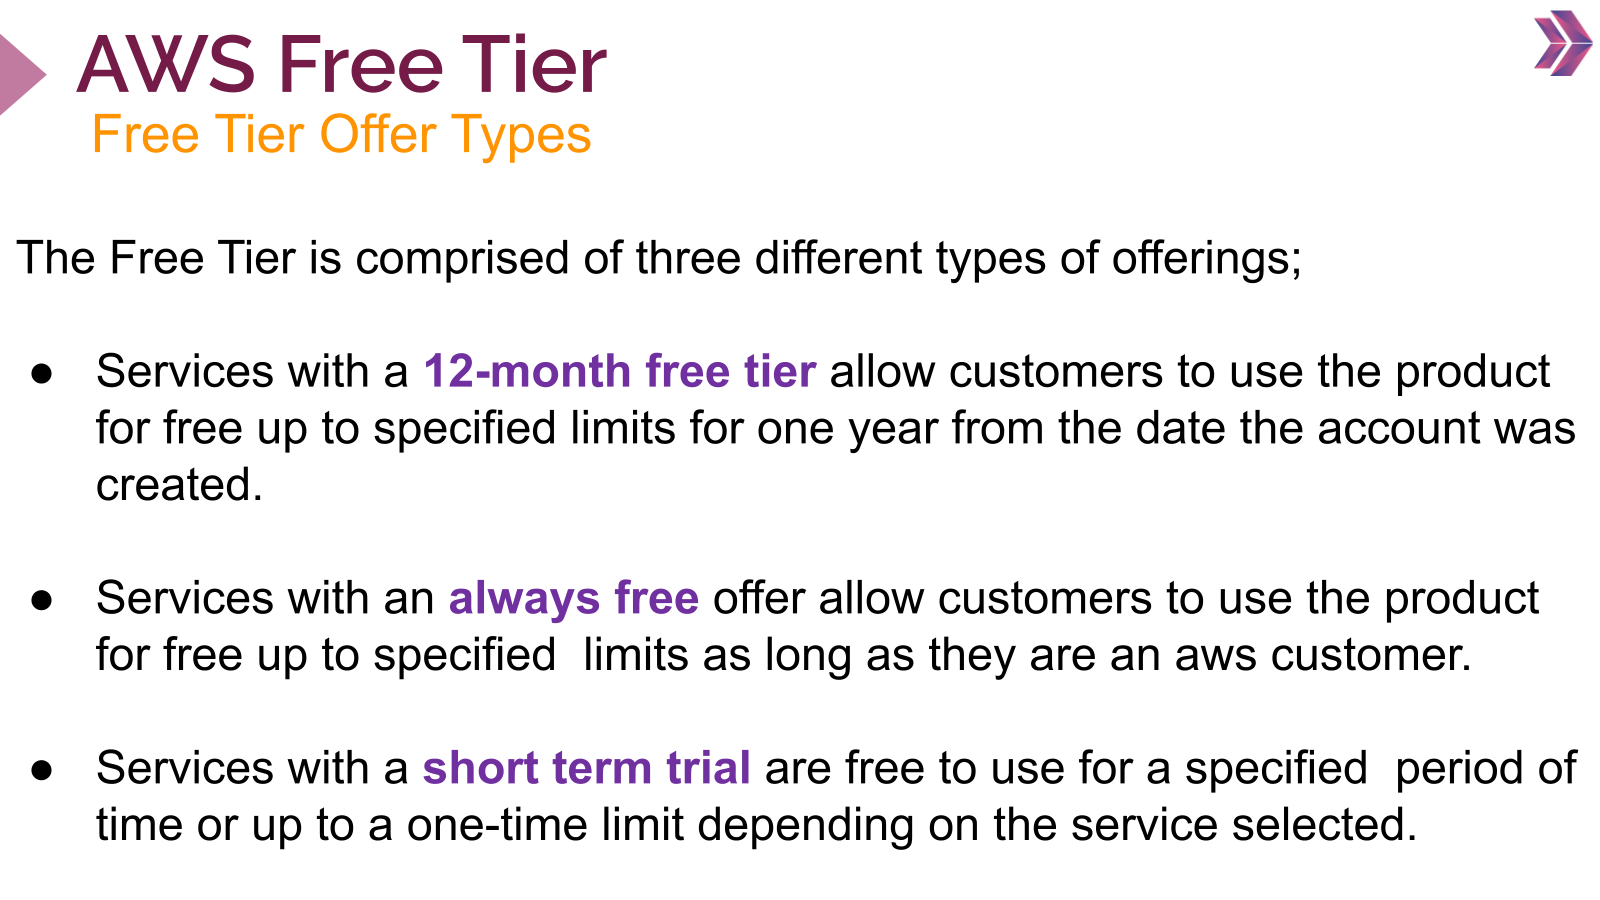 AWS Free Tier
Free Tier Offer Types
The Free Tier is comprised of three different types of offerings;
● Services with a 12-month free tier allow customers to use the product
for free up to specified limits for one year from the date the account was
created.
● Services with an always free offer allow customers to use the product
for free up to specified  limits as long as they are an aws customer.
● Services with a short term trial are free to use for a specified  period of
time or up to a one-time limit depending on the service selected.